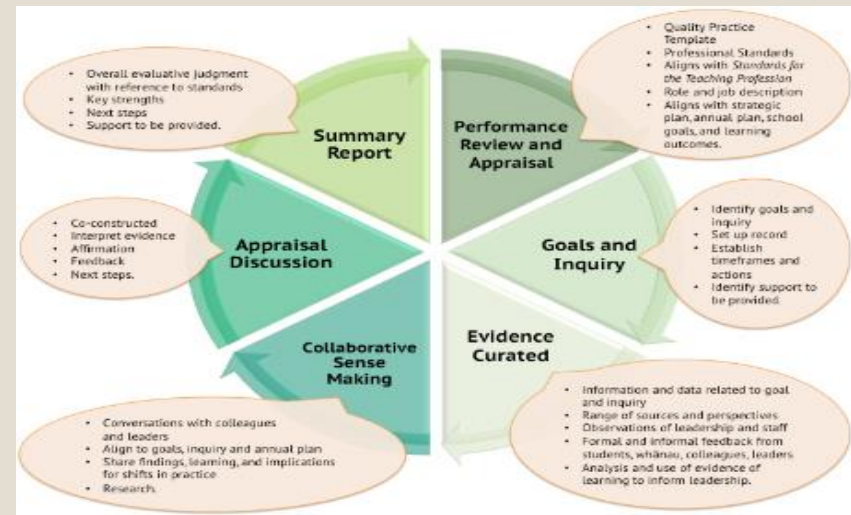 • Overall evaluative judgment
with reference to standards
• Key strengths
• Next steps
• Support to be provided.
Summary
Report
Performance
Review and
Appraisal
• Quality Practice
Template
• Professional Standards
• Aligns with Standards for
the Teaching Profession
• Role and job description
• Aligns with strategic
plan, annual plan, school
goals, and learning
outcomes.
• Co-constructed
• Interpret evidence
• Affirmation
• Feedback
• Next steps.
Appraisal
Discussion
Goals and
Inquiry
• Identify goals and
inquiry
• Set up record
• Establish
timeframes and
actions
• Identify support to
be provided.
Collaborative
Sense
Making
Evidence
Curated
• Conversations with colleagues
and leaders
• Align to goals, inquiry and annual plan
• Share findings, learning, and implications
for shifts in practice
• Research.
• Information and data related to goal
and inquiry
• Range of sources and perspectives
• Observations of leadership and staff
• Formal and informal feedback from
students, whānau, colleagues, leaders
• Analysis and use of evidence of
learning to inform leadership.